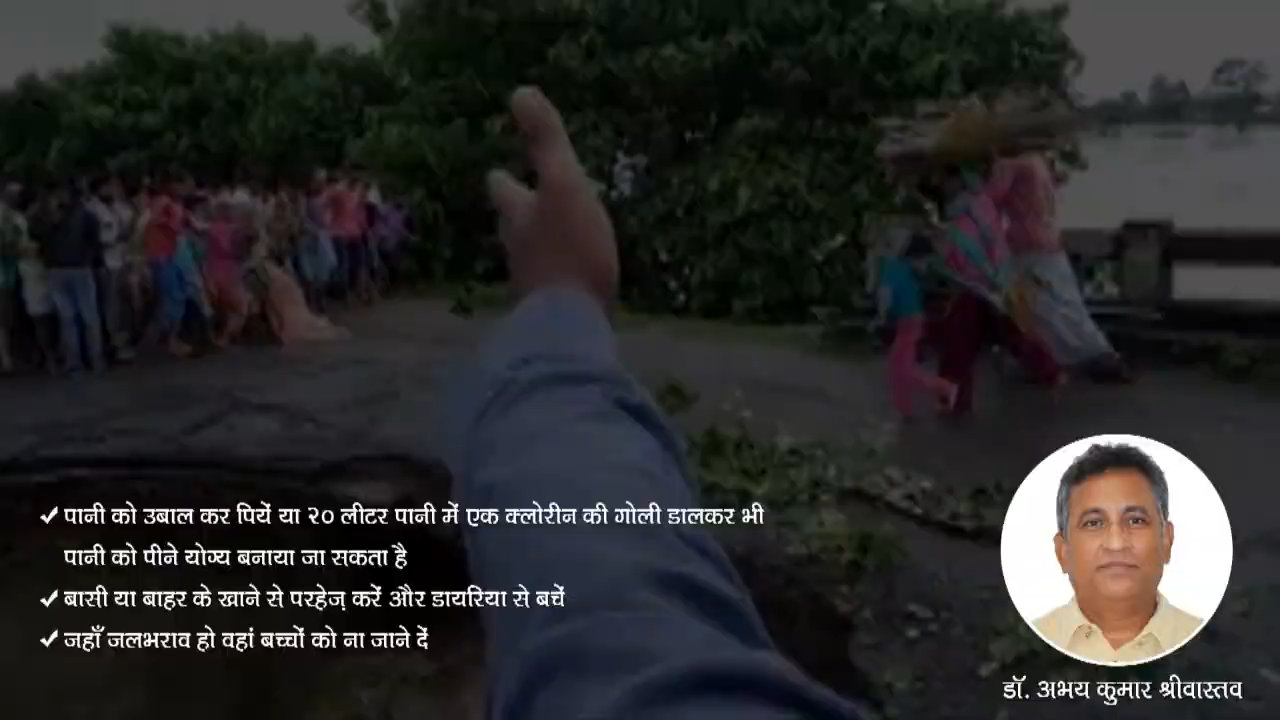 ✓ पानी को उबाल कर पियें या २० लीटर पानी में एक क्लोरीन की गोली डालकर भी
पानी को पीने योग्य बनाया जा सकता है
✓ बासी या बाहर के खाने से परहेज़ करें और डायरिया से बचें
✓ जहाँ जलभराव हो वहां बच्चों को ना जाने दें
डॉ. अभय कुमार श्रीवास्तव